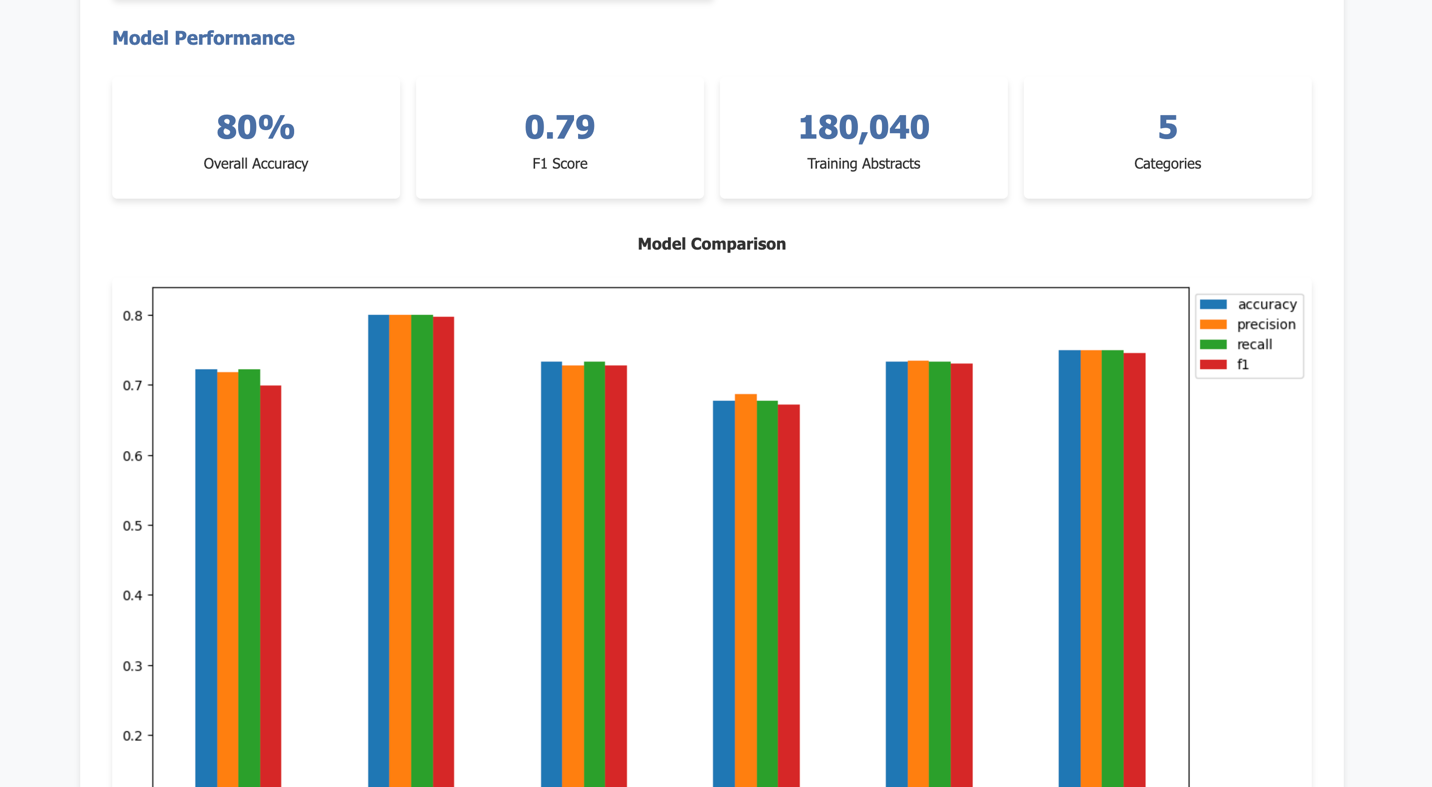 Model Performance
80%
Overall Accuracy
0.79
F1 Score
180,040
Training Abstracts
5
Categories
Model Comparison
0.8
0.7
0.6
0.5
0.4
0.3
0.2
accuracy
precision
recall
f1